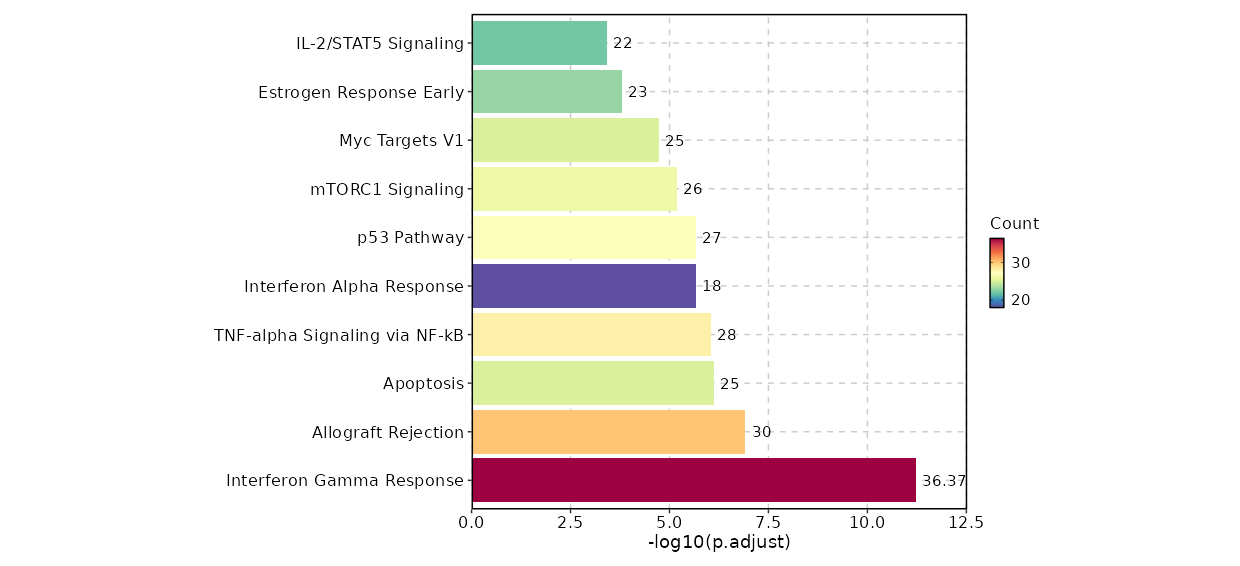 IL-2/STAT5 Signaling 22
Estrogen Response Early 23
Myc Targets V1 25
mTORC1 Signaling 26
p53 Pathway 27
Interferon Alpha Response 18
TNF-alpha Signaling via NF-kB 28
Apoptosis 25
Allograft Rejection 30
Interferon Gamma Response 36.37
0.0 2.5 5.0 7.5 10.0 12.5
-log10(p.adjust)
Count
30
20